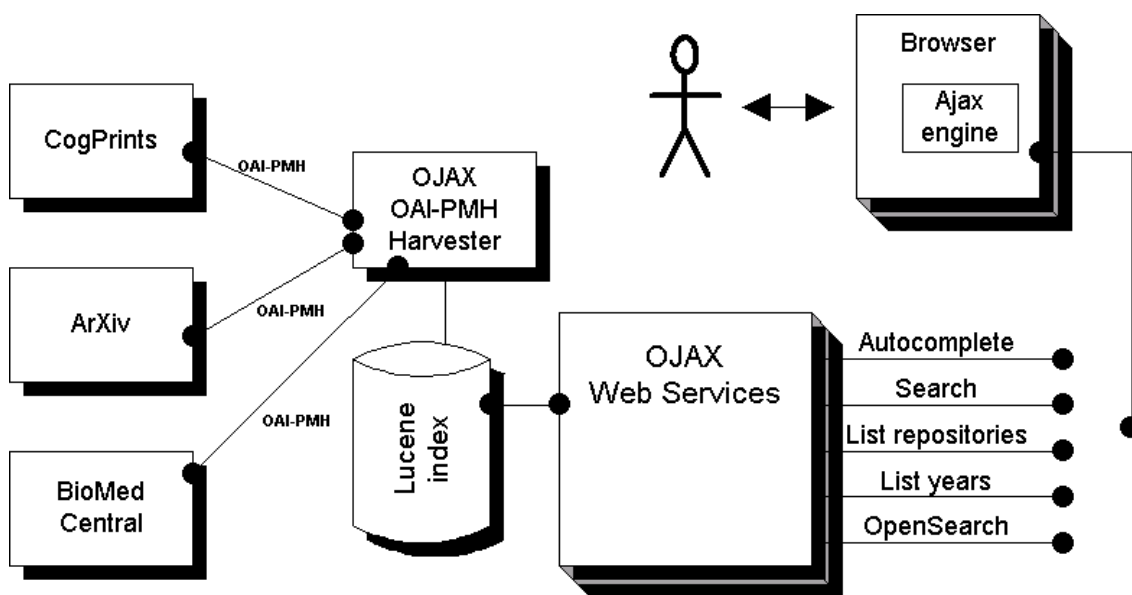 Browser
Ajax
engine
CogPrints
OAI-PMH
OJAX
OAI-PMH
Harvester
ArXiv
OAI-PMH
OAI-PMH
BioMed
Central
Lucene
index
OJAX
Web Services
Autocomplete
Search
List repositories
List years
OpenSearch